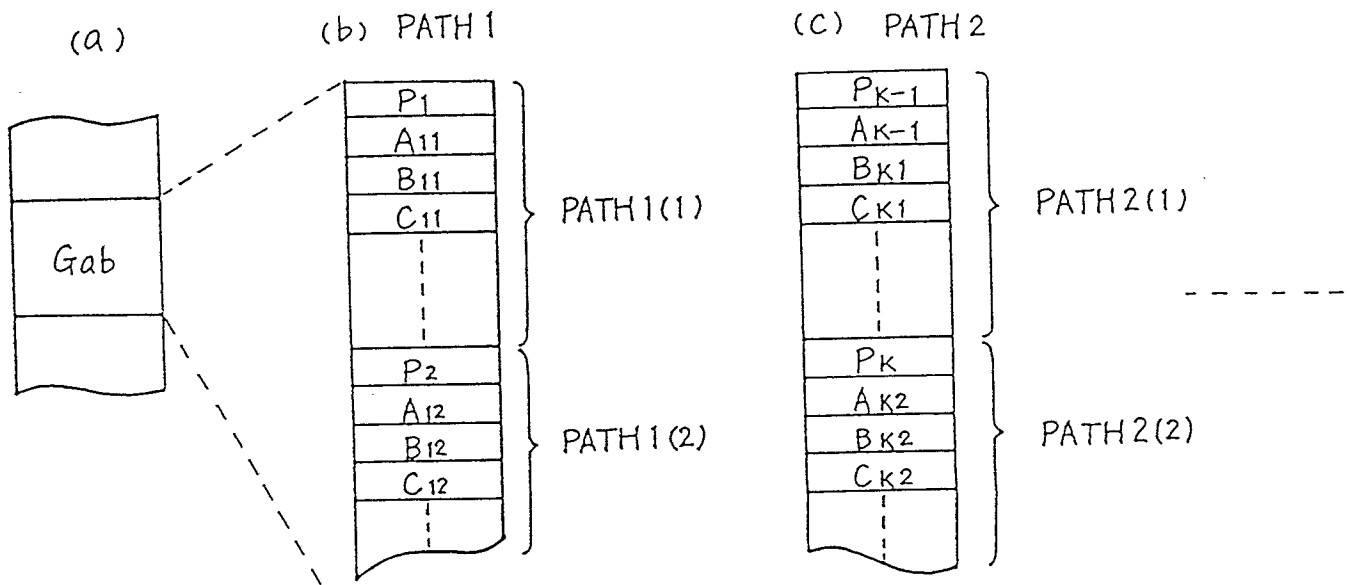 (a)
Gab
(b) PATH 1
P1
A11
B11
C11
PATH 1(1)
P2
A12
B12
C12
PATH 1(2)
(c) PATH 2
PK-1
AK-1
BK1
CK1
PATH 2(1)
PK
AK2
BK2
CK2
PATH 2(2)